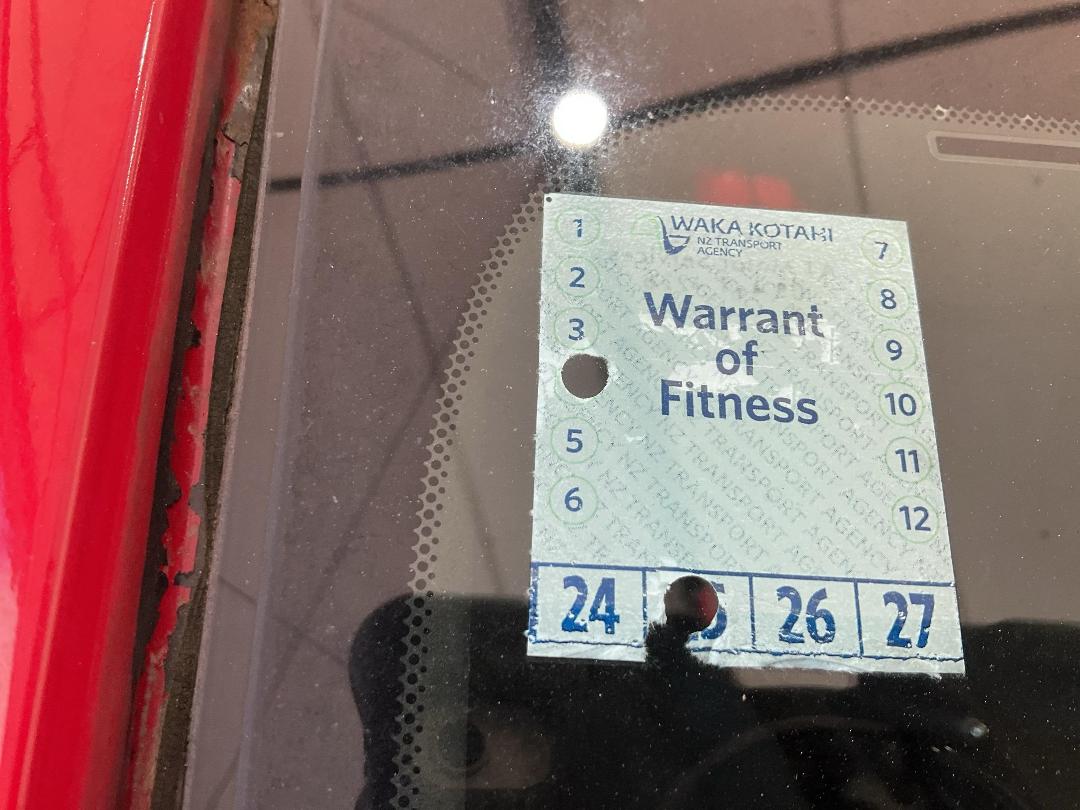 WAKA KOTAHI
NZ TRANSPORT
AGENCY
Warrant
of
Fitness
1
2
3
5
6
7
8
9
10
11
12
24 26 27